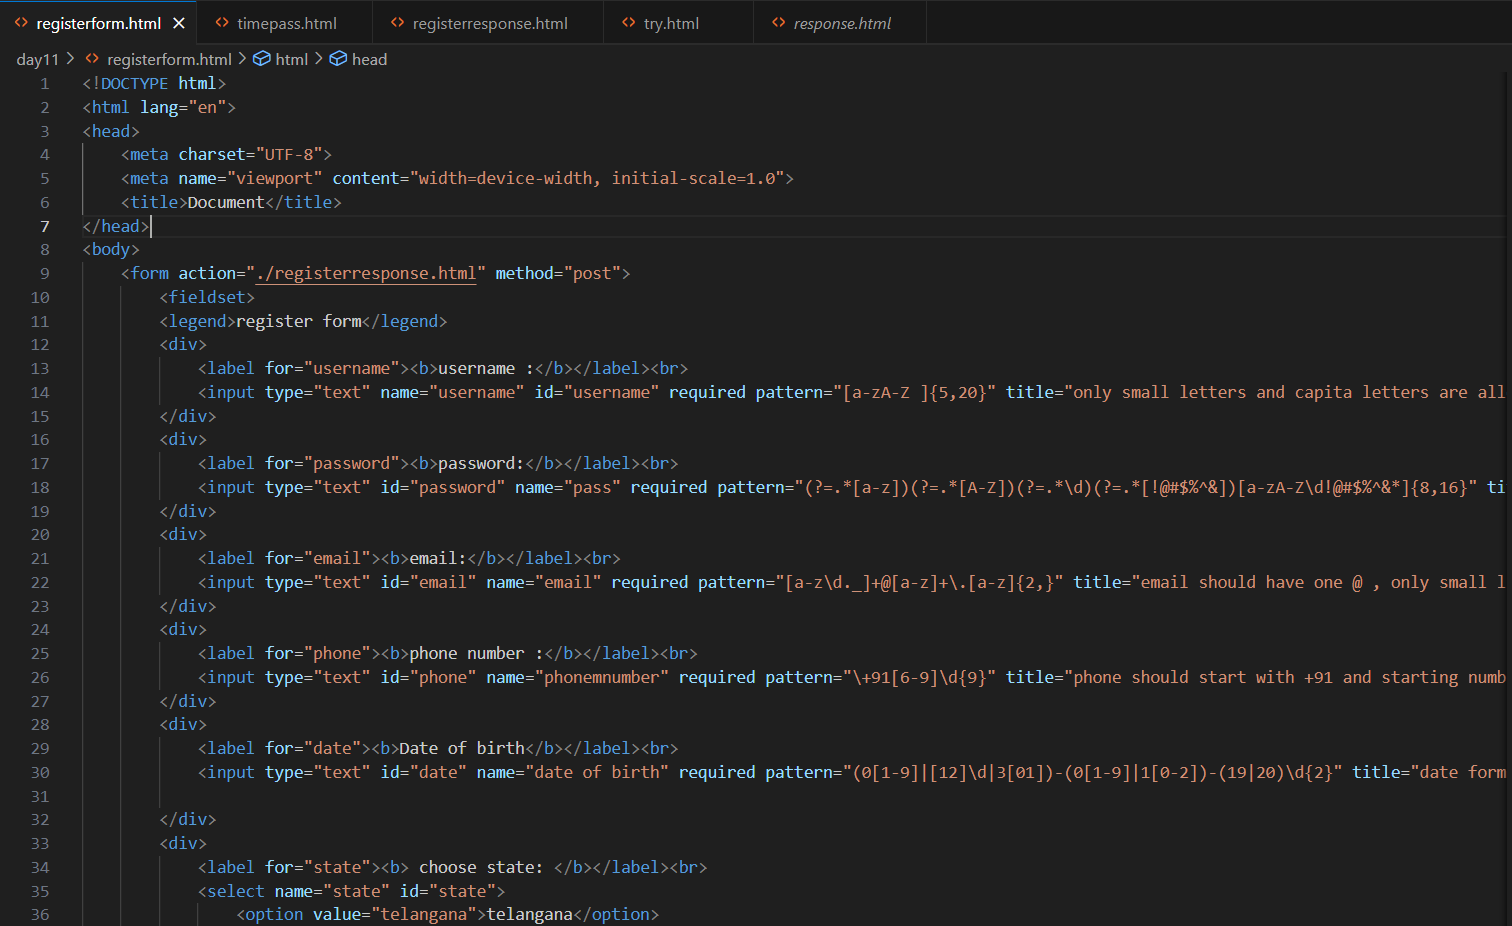 registerform.html
timepass.html
registerresponse.html
try.html
response.html
day11 > registerform.html > html > head
1 <!DOCTYPE html>
2 <html lang="en">
3 <head>
4     <meta charset="UTF-8">
5     <meta name="viewport" content="width=device-width, initial-scale=1.0">
6     <title>Document</title>
7 </head>
8 <body>
9     <form action="./registerresponse.html" method="post">
10         <fieldset>
11         <legend>register form</legend>
12         <div>
13             <label for="username"><b>username :</b></label><br>
14             <input type="text" name="username" id="username" required pattern="[a-zA-Z ]{5,20}" title="only small letters and capita letters are all
15         </div>
16         <div>
17             <label for="password"><b>password:</b></label><br>
18             <input type="text" id="password" name="pass" required pattern="(?=.*[a-z])(?=.*[A-Z])(?=.*\d)(?=.*[!@#$%^&])[a-zA-Z\d!@#$%^&*]{8,16}" ti
19         </div>
20         <div>
21             <label for="email"><b>email:</b></label><br>
22             <input type="text" id="email" name="email" required pattern="[a-z\d._]+@[a-z]+\.[a-z]{2,}" title="email should have one @ , only small l
23         </div>
24         <div>
25             <label for="phone"><b>phone number :</b></label><br>
26             <input type="text" id="phone" name="phonemnumber" required pattern="\+91[6-9]\d{9}" title="phone should start with +91 and starting numb
27         </div>
28         <div>
29             <label for="date"><b>Date of birth</b></label><br>
30             <input type="text" id="date" name="date of birth" required pattern="(0[1-9]|[12]\d|3[01])-(0[1-9]|1[0-2])-(19|20)\d{2}" title="date form
31
32         </div>
33         <div>
34             <label for="state"><b> choose state: </b></label><br>
35             <select name="state" id="state">
36                 <option value="telangana">telangana</option>